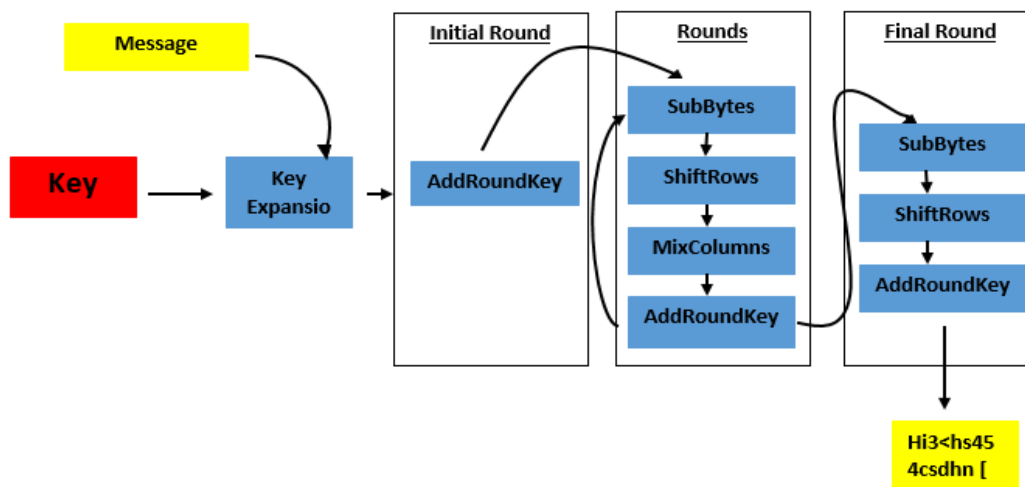 Message
Key
Key
Expansio
Initial Round
AddRoundKey
Rounds
SubBytes
ShiftRows
MixColumns
AddRoundKey
Final Round
SubBytes
ShiftRows
AddRoundKey
Hi3<hs45
4csdhn [